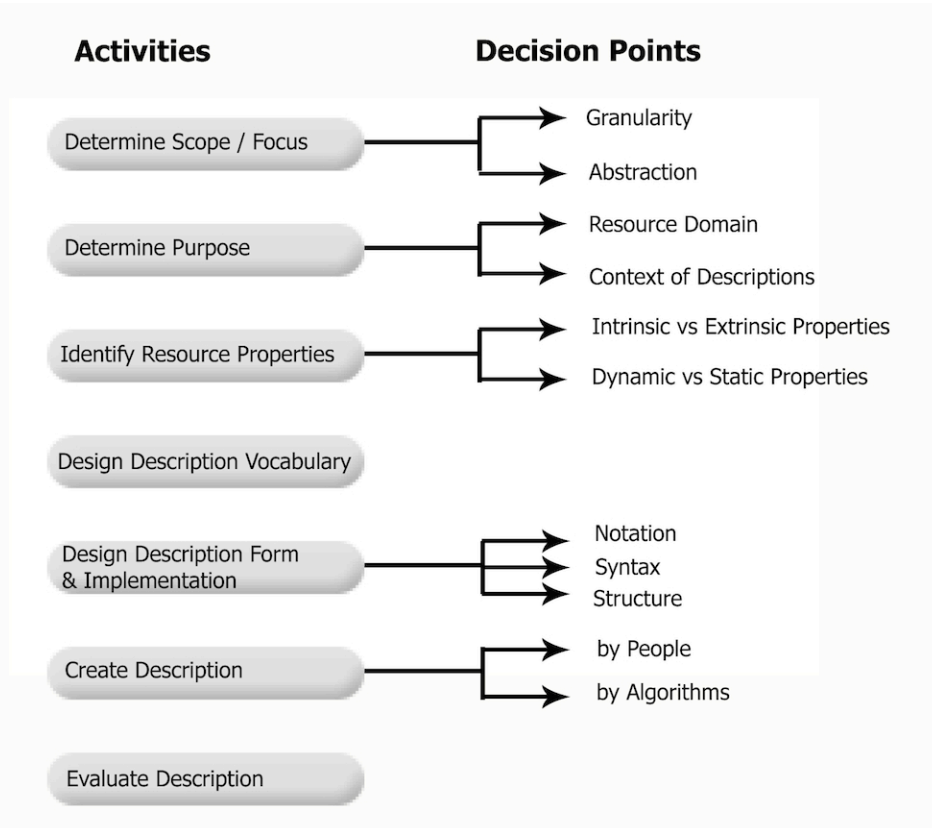 Activities
Decision Points
Determine Scope / Focus
Granularity
Abstraction
Determine Purpose
Resource Domain
Context of Descriptions
Identify Resource Properties
Intrinsic vs Extrinsic Properties
Dynamic vs Static Properties
Design Description Vocabulary
Design Description Form
& Implementation
Notation
Syntax
Structure
Create Description
by People
by Algorithms
Evaluate Description